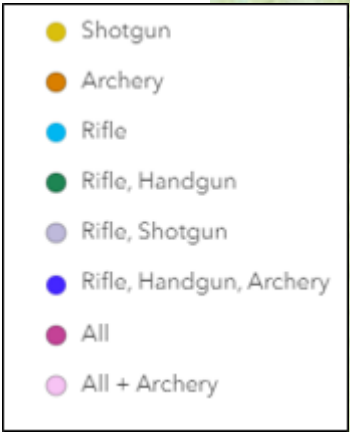 Shotgun
Archery
Rifle
Rifle, Handgun
Rifle, Shotgun
Rifle, Handgun, Archery
All
All + Archery